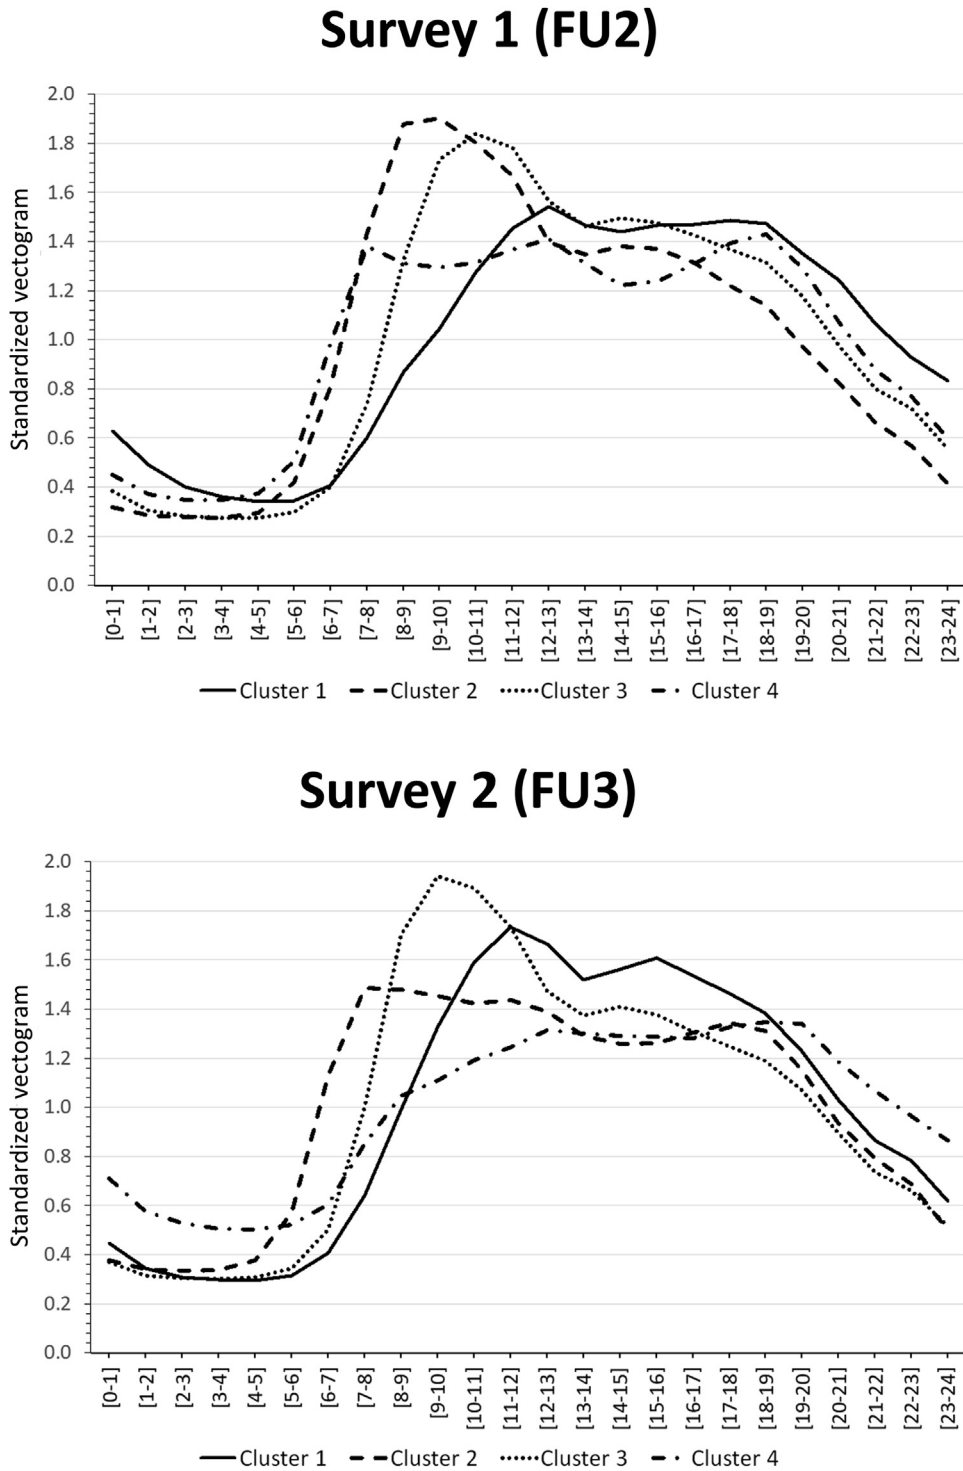 Survey 1 (FU2)
Standardized vectogram
2.0
1.8
1.6
1.4
1.2
1.0
0.8
0.6
0.4
0.2
0.0
[0-1] [1-2] [2-3] [3-4] [4-5] [5-6] [6-7] [7-8] [8-9] [9-10] [10-11] [11-12] [12-13] [13-14] [14-15] [15-16] [16-17] [17-18] [18-19] [19-20] [20-21] [21-22] [22-23] [23-24]
Cluster 1 Cluster 2 Cluster 3 Cluster 4
Survey 2 (FU3)
Standardized vectogram
2.0
1.8
1.6
1.4
1.2
1.0
0.8
0.6
0.4
0.2
0.0
[0-1] [1-2] [2-3] [3-4] [4-5] [5-6] [6-7] [7-8] [8-9] [9-10] [10-11] [11-12] [12-13] [13-14] [14-15] [15-16] [16-17] [17-18] [18-19] [19-20] [20-21] [21-22] [22-23] [23-24]
Cluster 1 Cluster 2 Cluster 3 Cluster 4